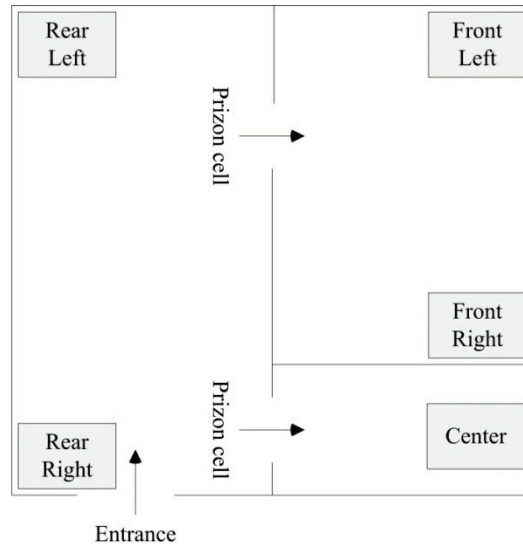 Rear
Left
Front
Left
Prizon cell
Front
Right
Prizon cell
Rear
Right
Center
Entrance